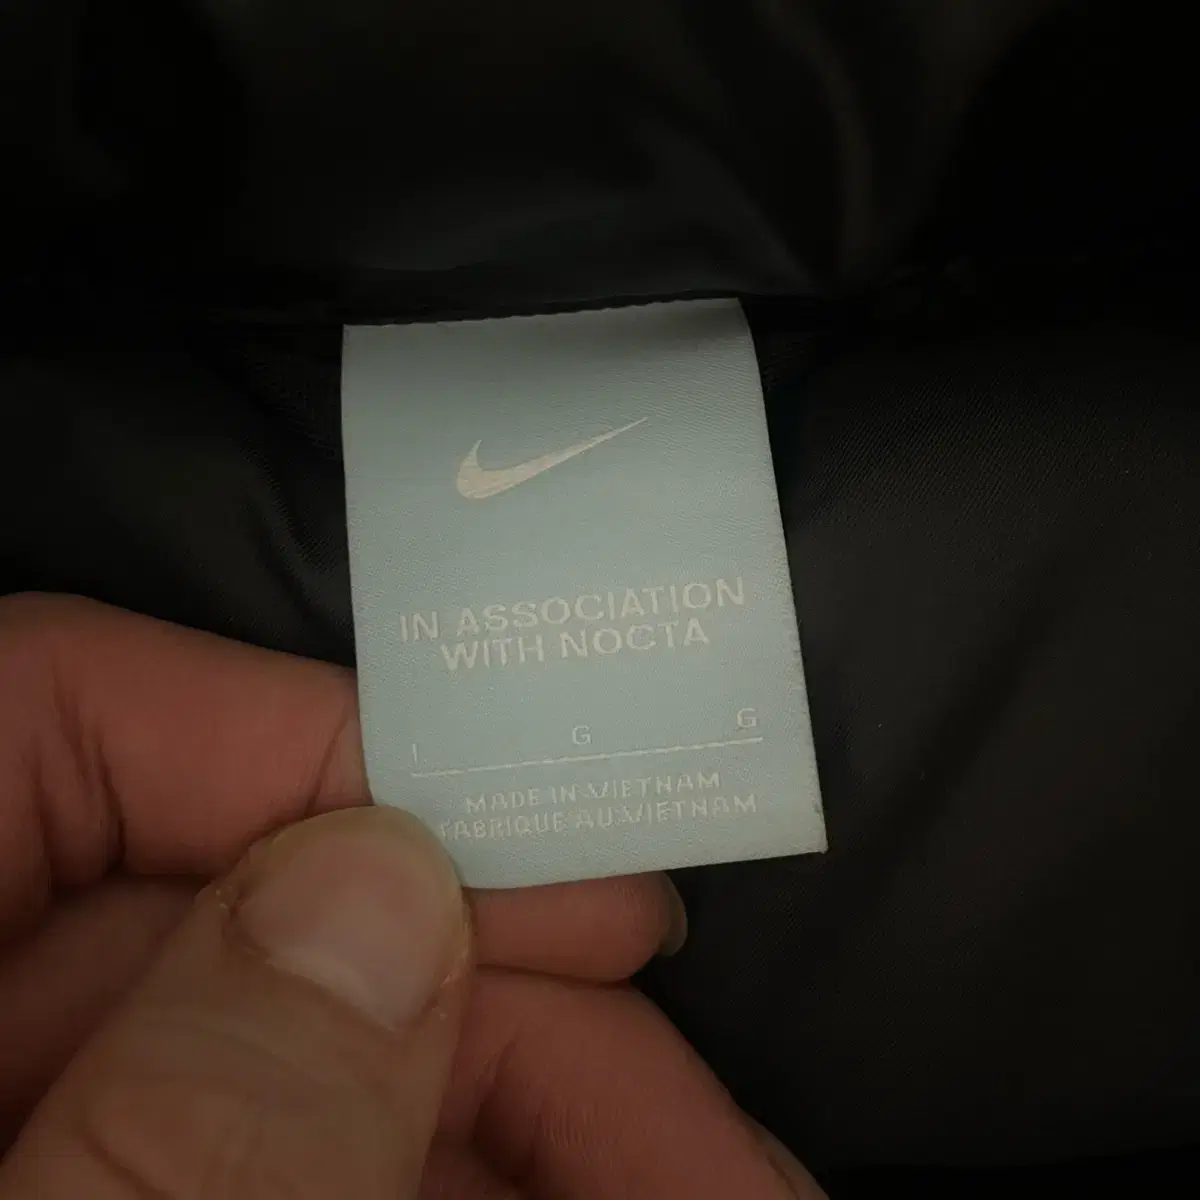 IN ASSOCIATION
WITH NOCTA
G G
MADE IN VIETNAM
FABRIQUE AU VIETNAM